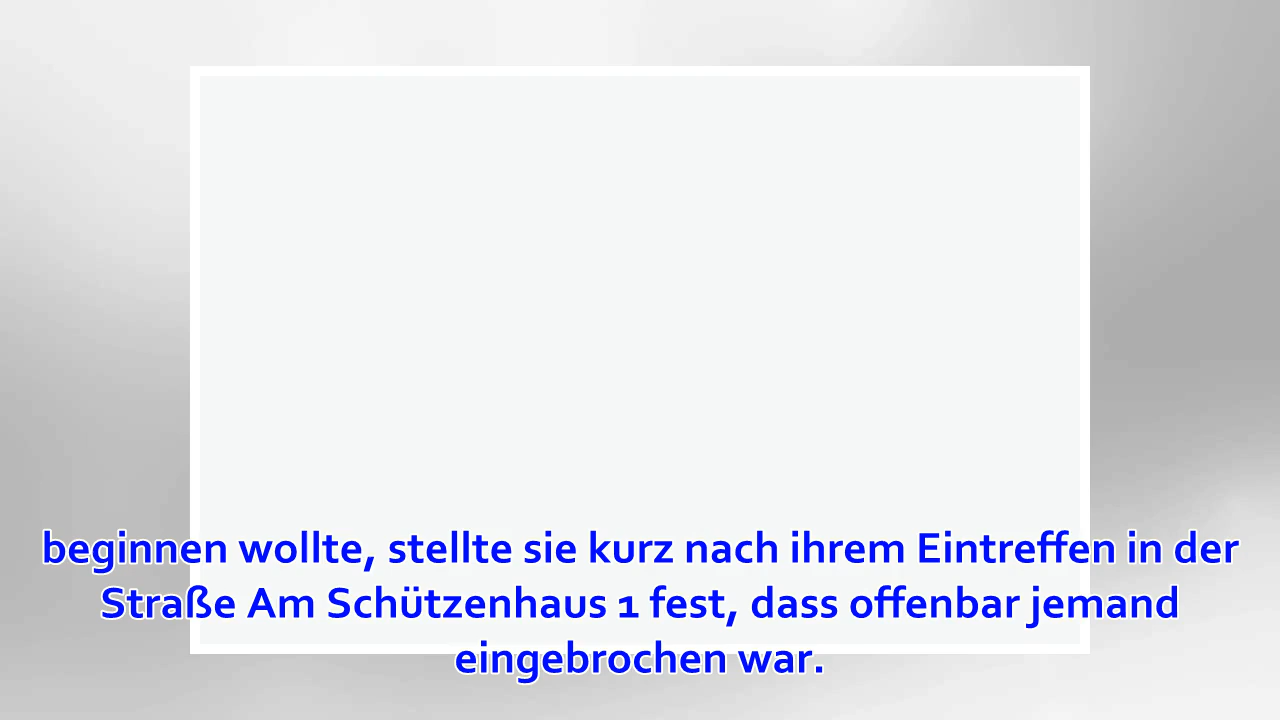 beginnen wollte, stellte sie kurz nach ihrem Eintreffen in der
Straße Am Schützenhaus 1 fest, dass offenbar jemand
eingebrochen war.